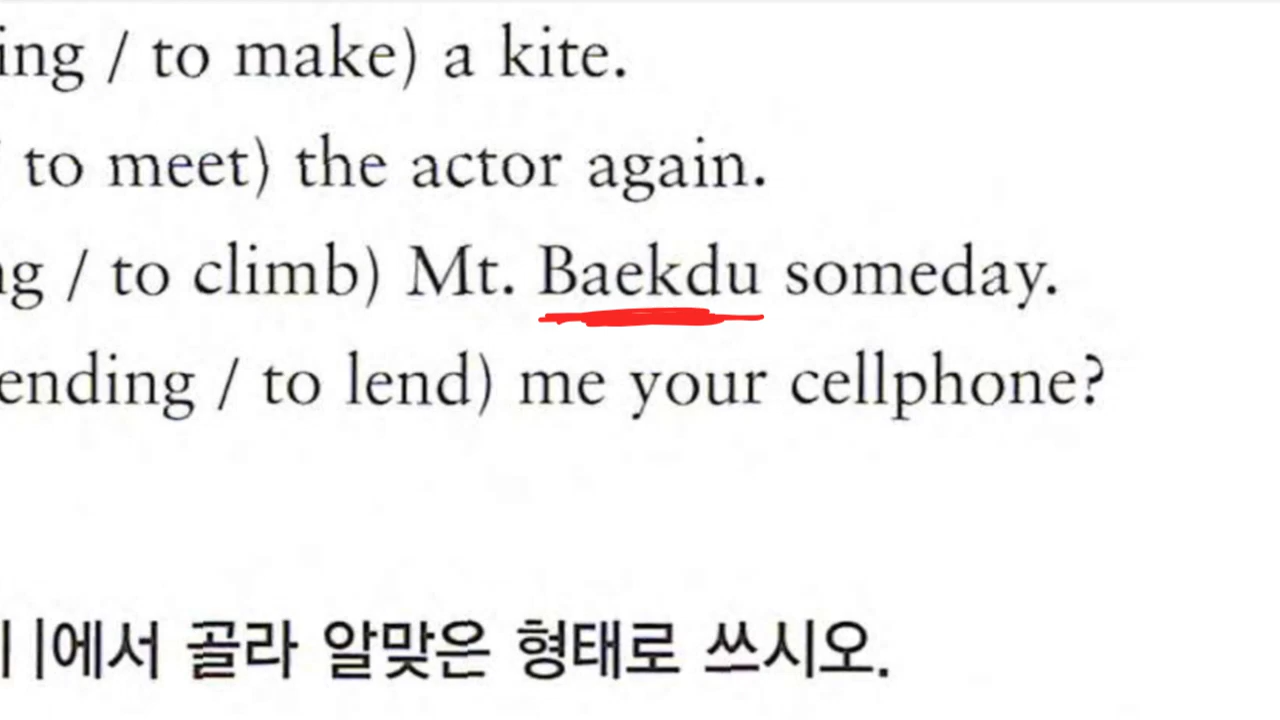 ing / to make) a kite.
to meet) the actor again.
g / to climb) Mt. Baekdu someday.
ending / to lend) me your cellphone?
에서 골라 알맞은 형태로 쓰시오.